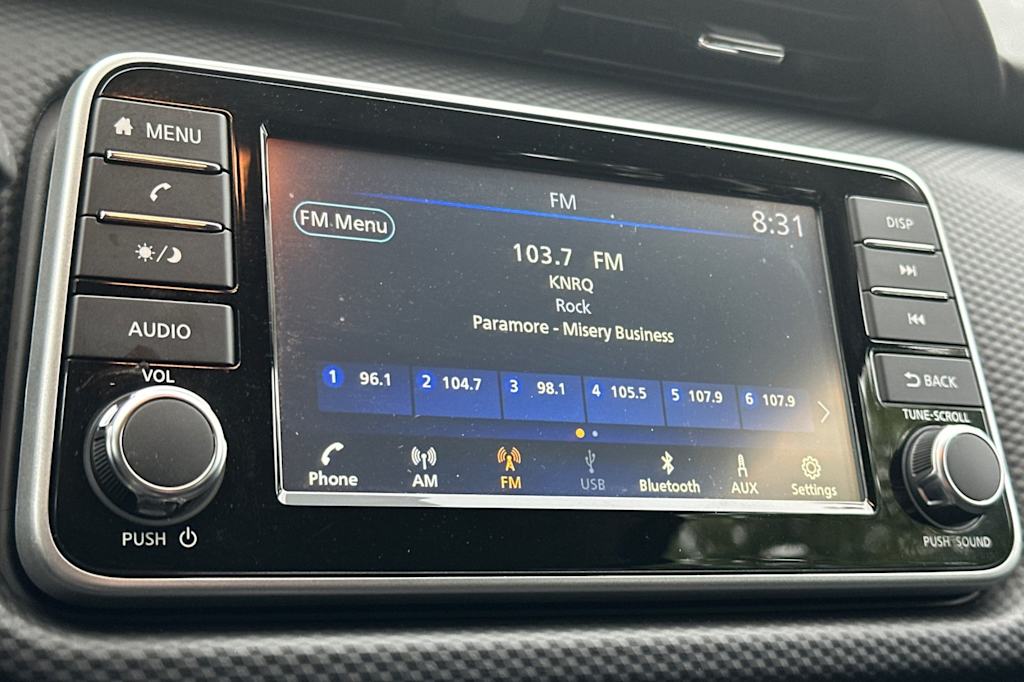 MENU
AUDIO
VOL
PUSH
FM
FM Menu
8:31
103.7 FM
KNRQ
Rock
Paramore - Misery Business
1 96.1 2 104.7 3 98.1 4 105.5 5 107.9 6 107.9
Phone AM FM USB Bluetooth AUX Settings
DISP
BACK
TUNE·SCROLL
PUSH SOUND